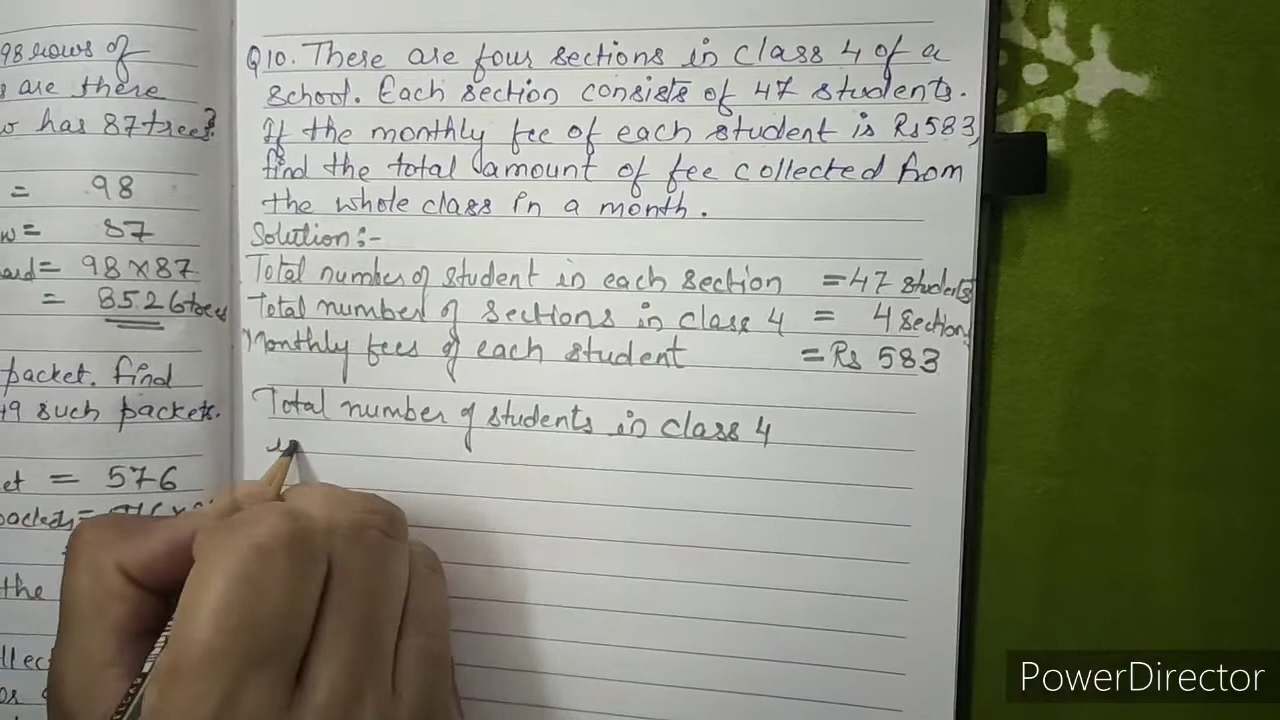 98 rows of
are there
has 87 trees?
= 98
= 87
= 98×87
= 8526 trees
packet. find
such packets.
= 576
the
Q10. There are four sections in class 4 of a
school. Each section consists of 47 students.
If the monthly fee of each student is Rs 583,
find the total amount of fee collected from
the whole class in a month.
Solution:-
Total number of student in each section = 47 students
Total number of sections in class 4 = 4 section
Monthly fees of each student = Rs 583
Total number of students in class 4
PowerDirector